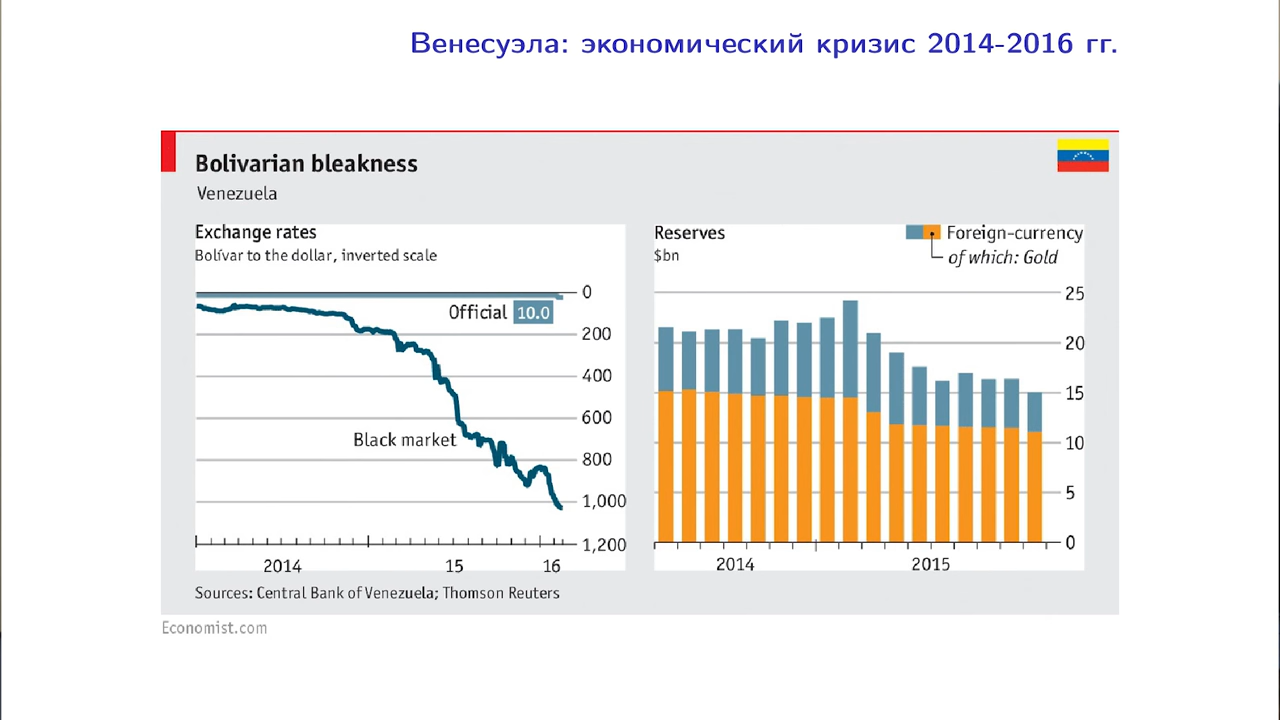 Венесуэла: экономический кризис 2014-2016 гг.
Bolivarian bleakness
Venezuela
Exchange rates
Bolívar to the dollar, inverted scale
0
Official 10.0
200
400
600
Black market
800
1,000
1,200
2014 15 16
Reserves
$bn
Foreign-currency
of which: Gold
25
20
15
10
5
0
2014 2015
Sources: Central Bank of Venezuela; Thomson Reuters
Economist.com